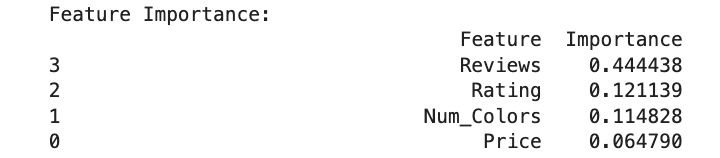 Feature Importance:
Feature Importance
3 Reviews 0.444438
2 Rating 0.121139
1 Num_Colors 0.114828
0 Price 0.064790